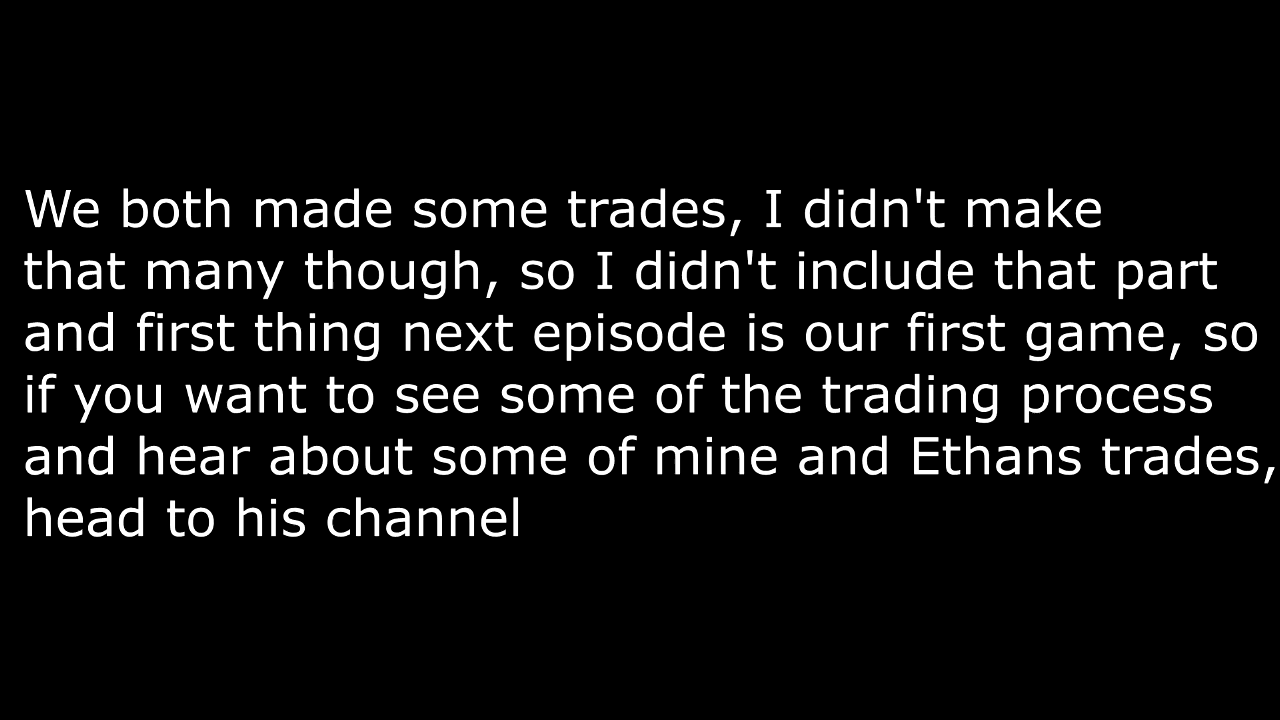 We both made some trades, I didn't make
that many though, so I didn't include that part
and first thing next episode is our first game, so
if you want to see some of the trading process
and hear about some of mine and Ethans trades,
head to his channel